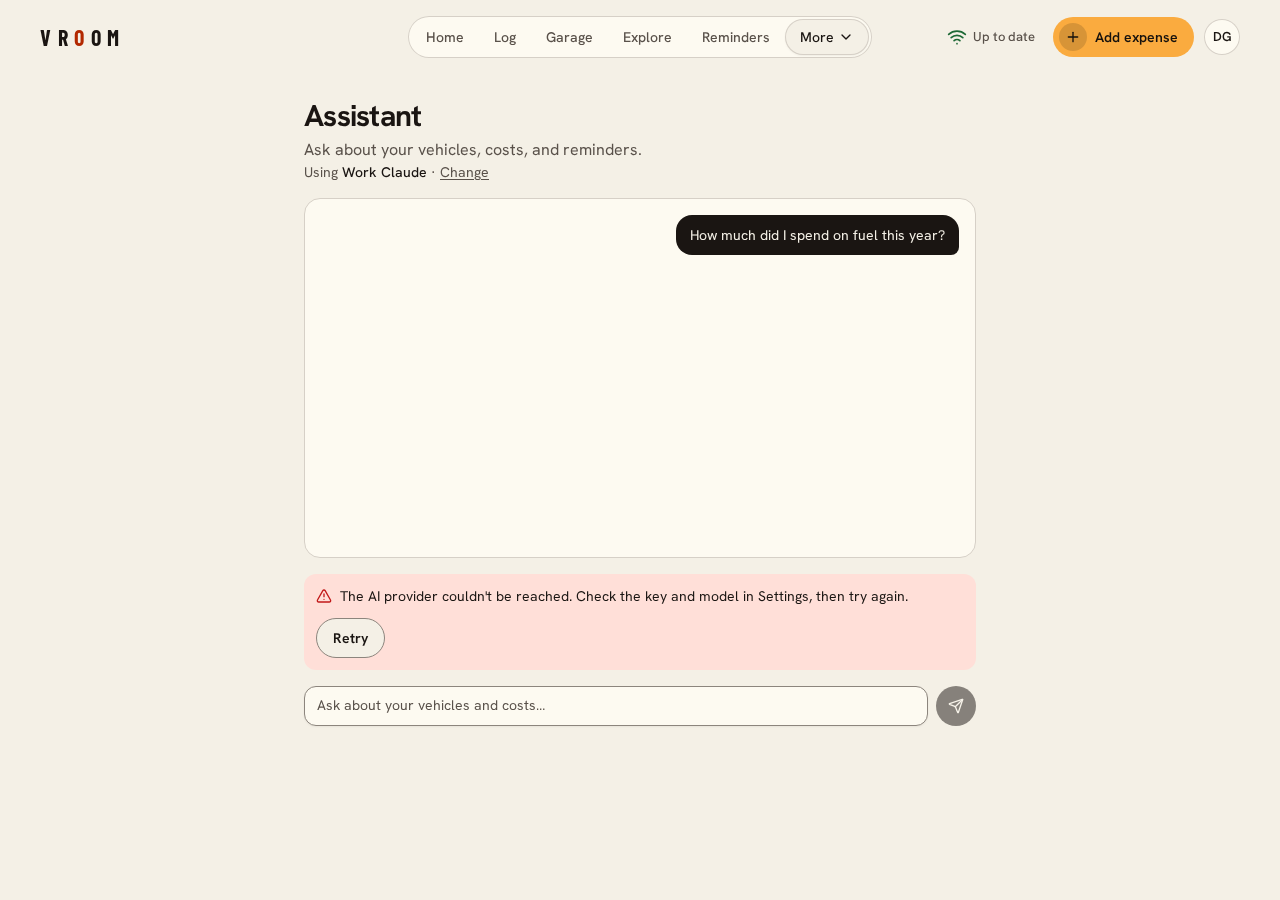 VROOM
Home
Log
Garage
Explore
Reminders
More
Up to date
Add expense
DG
Assistant
Ask about your vehicles, costs, and reminders.
Using Work Claude · Change
How much did I spend on fuel this year?
The AI provider couldn't be reached. Check the key and model in Settings, then try again.
Retry
Ask about your vehicles and costs...